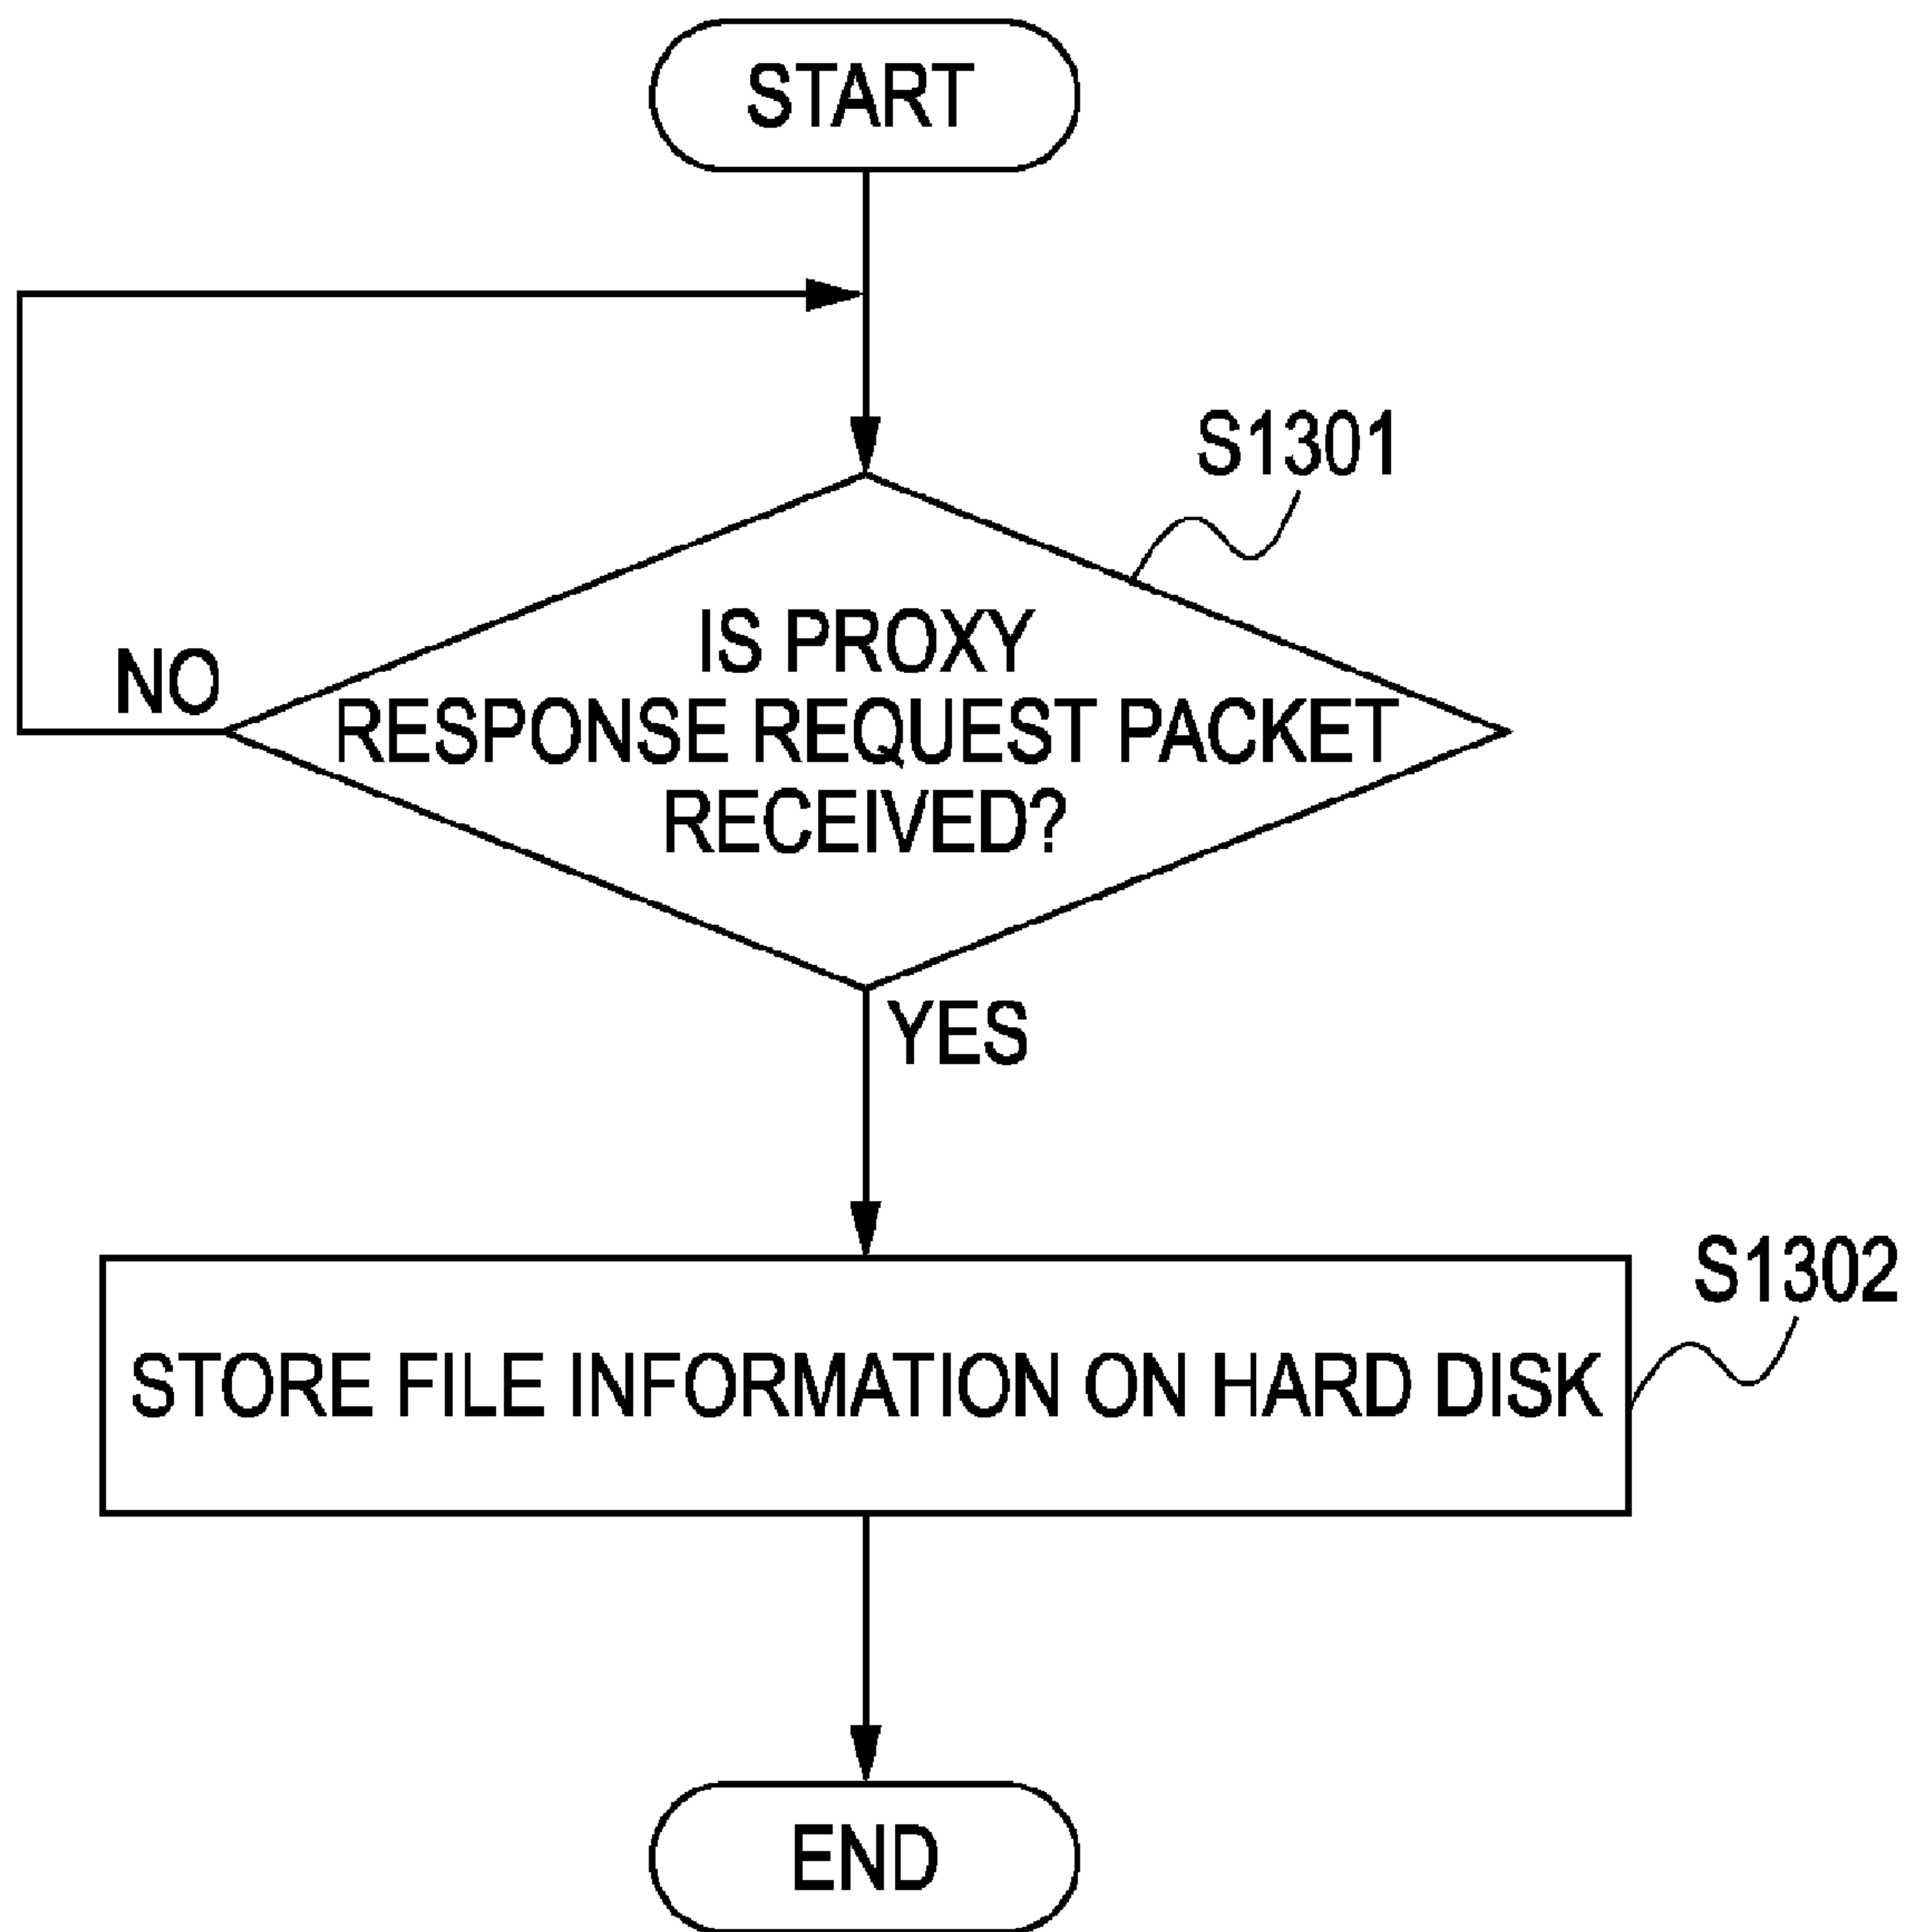 START
S1301
IS PROXY
RESPONSE REQUEST PACKET
RECEIVED?
NO
YES
S1302
STORE FILE INFORMATION ON HARD DISK
END